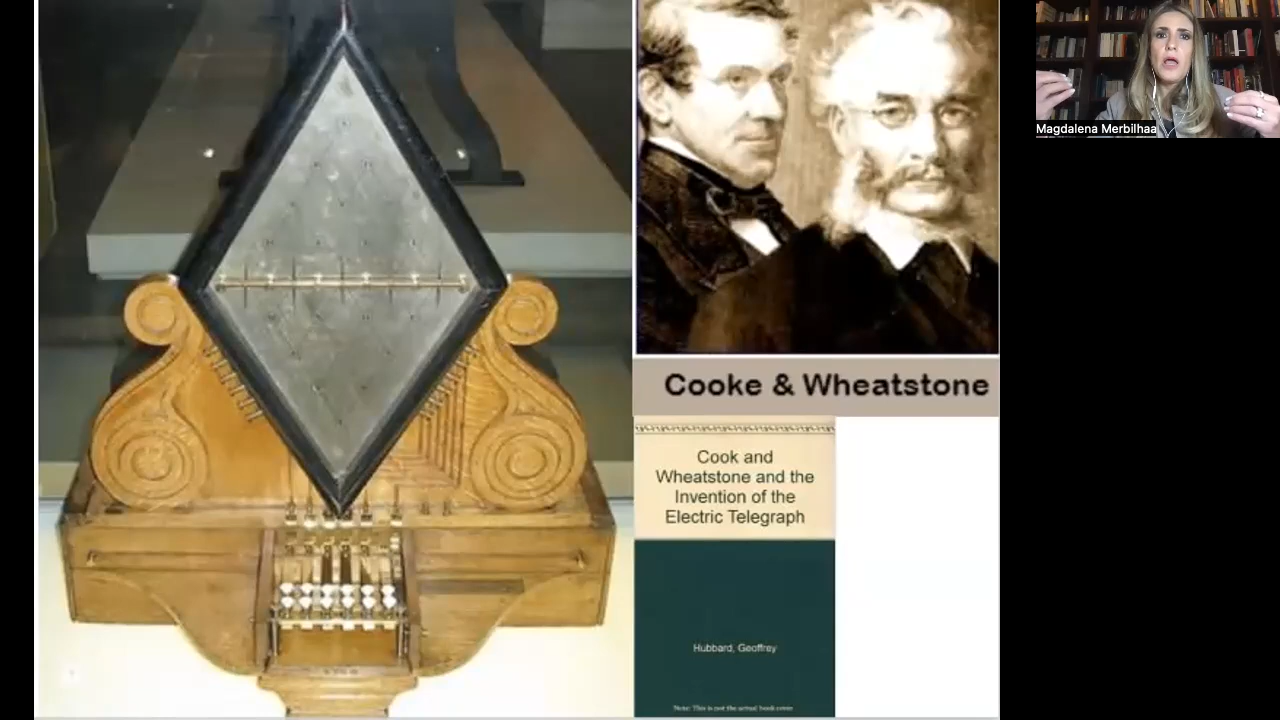 Magdalena Merbilhaa
Cooke & Wheatstone
Cook and
Wheatstone and the
Invention of the
Electric Telegraph
Hubbard, Geoffrey
Note: This is not the actual book cover